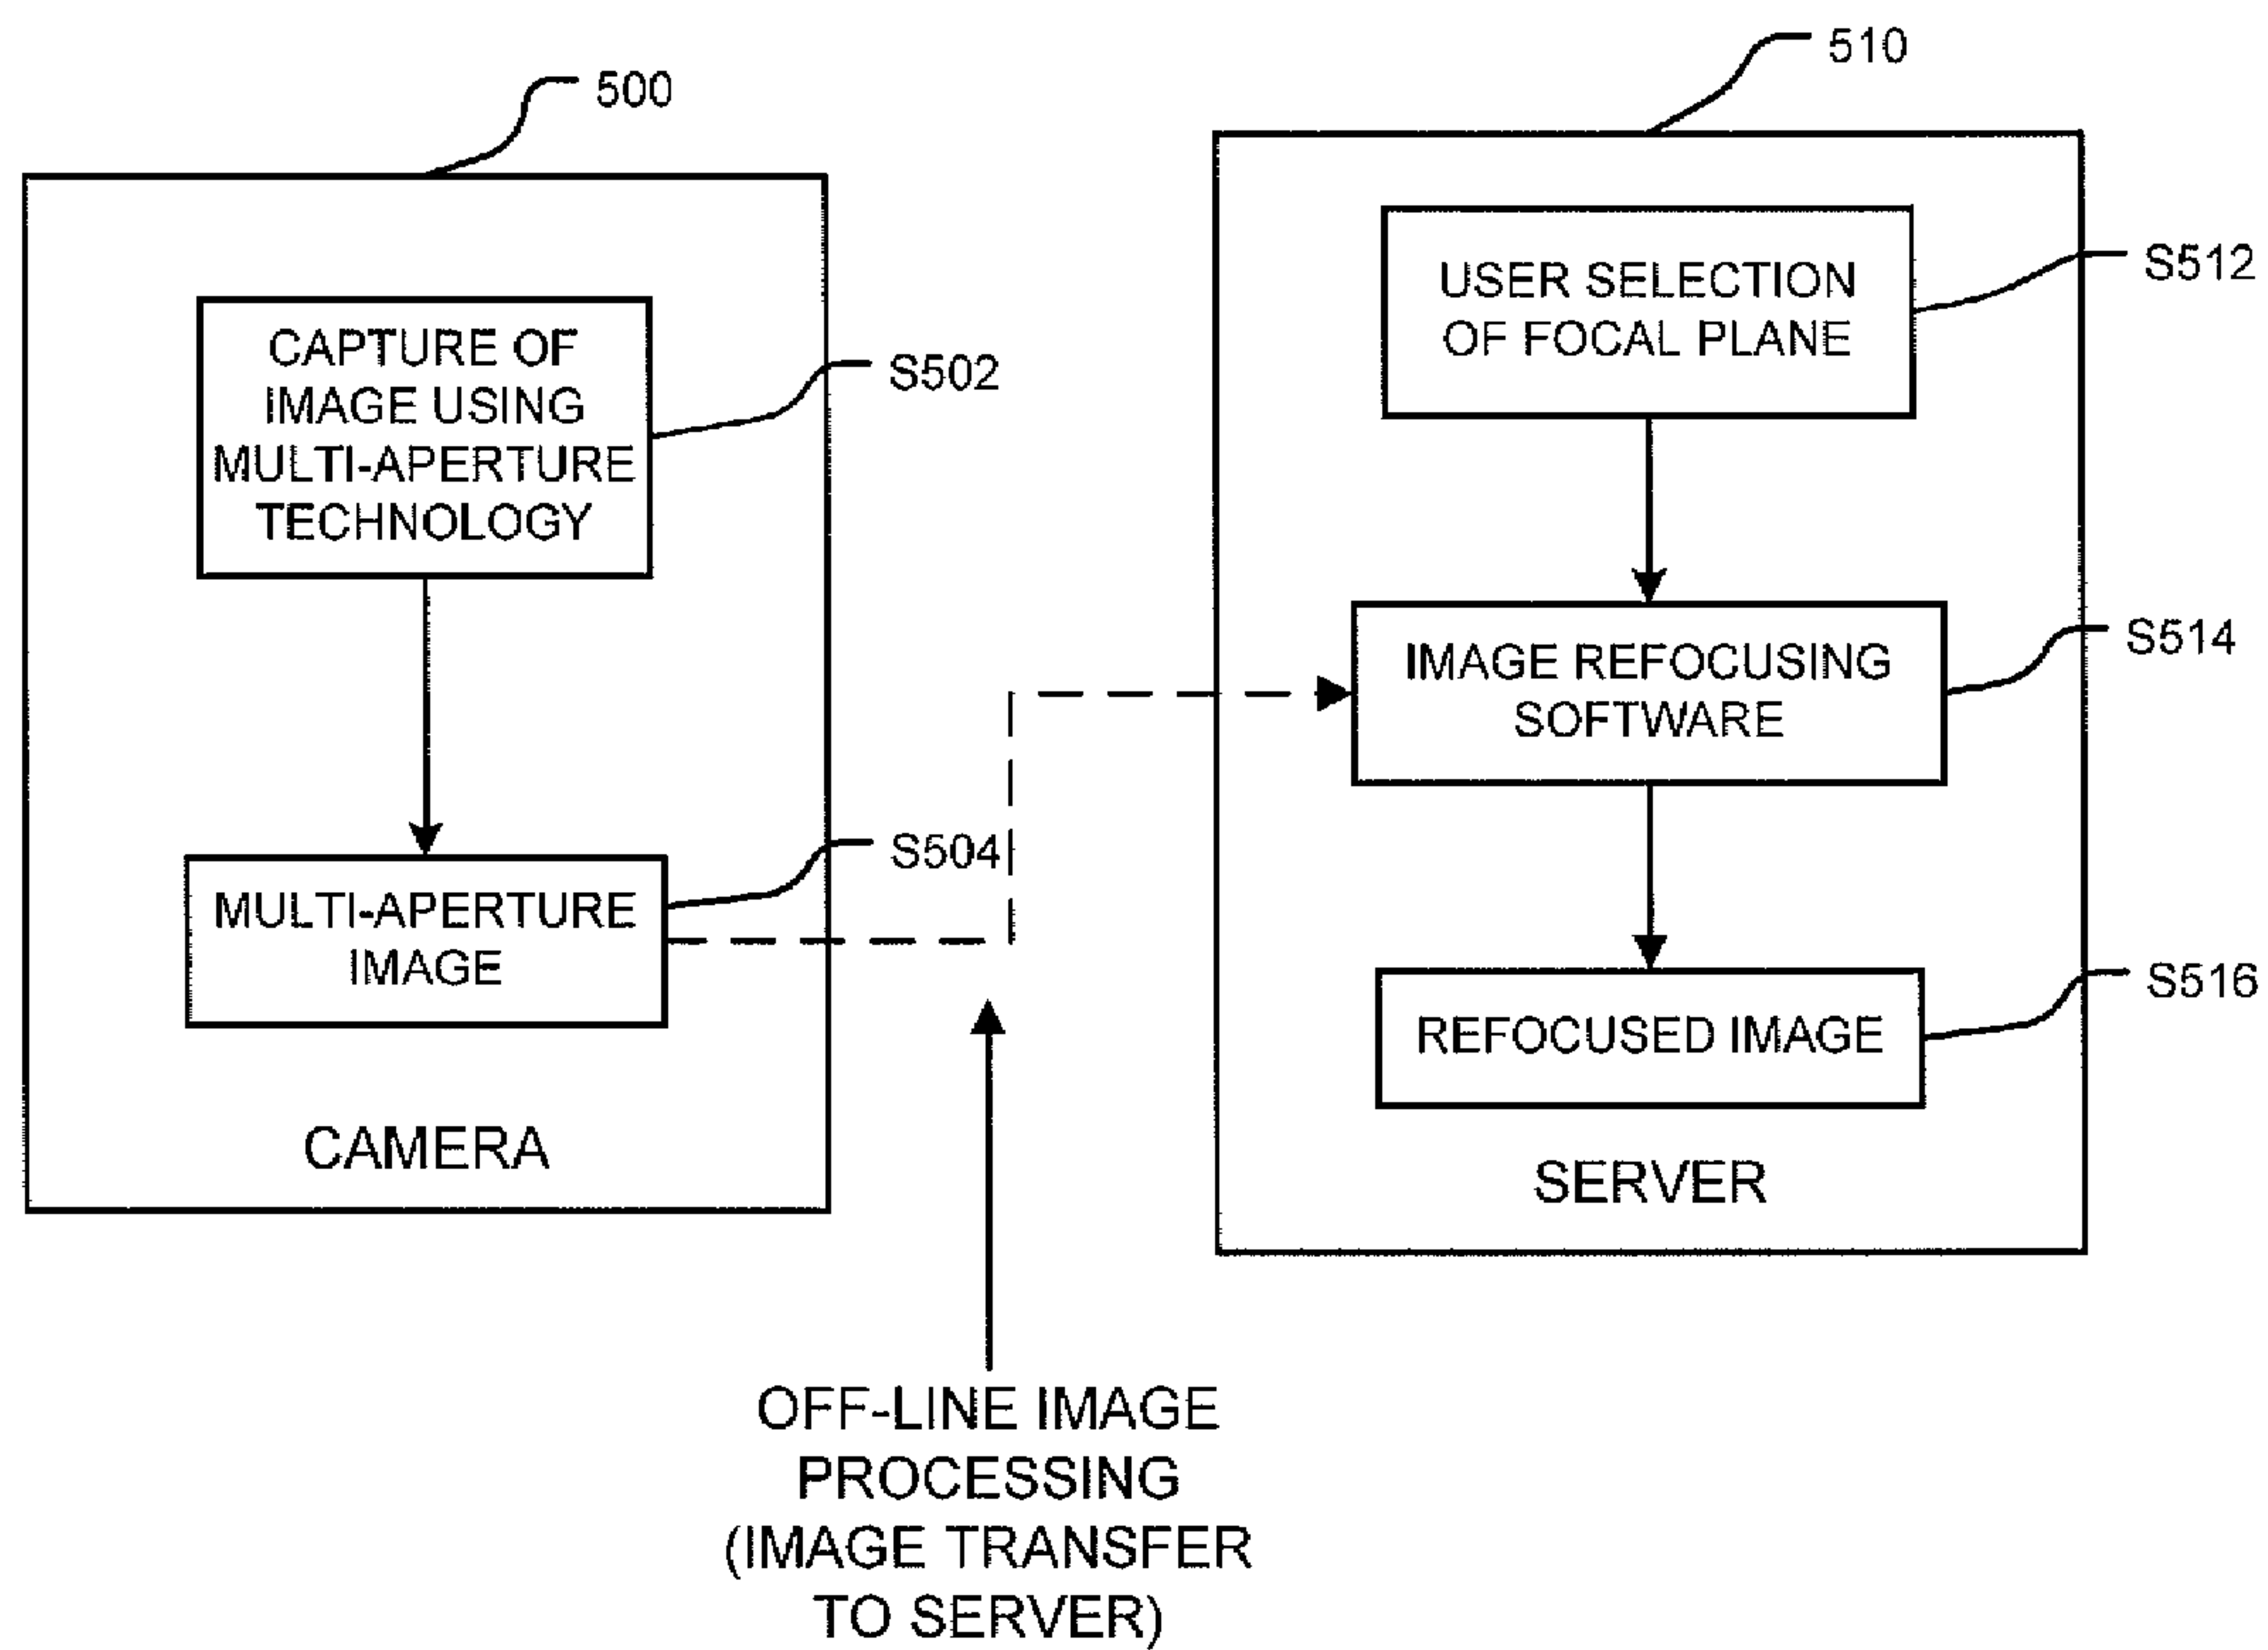 500
CAPTURE OF
IMAGE USING
MULTI-APERTURE
TECHNOLOGY
S502
MULTI-APERTURE
IMAGE
S504
CAMERA
510
USER SELECTION
OF FOCAL PLANE
S512
IMAGE REFOCUSING
SOFTWARE
S514
REFOCUSED IMAGE
S516
SERVER
OFF-LINE IMAGE
PROCESSING
(IMAGE TRANSFER
TO SERVER)